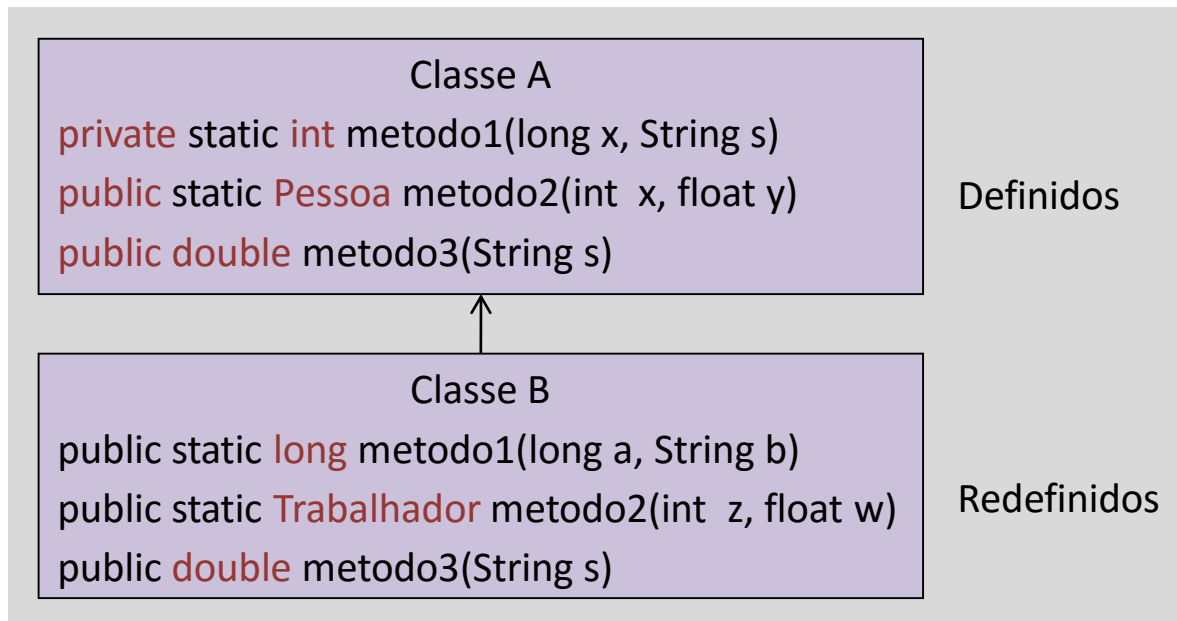 Classe A
private static int metodo1(long x, String s)
public static Pessoa metodo2(int x, float y)
public double metodo3(String s)
Definidos
Classe B
public static long metodo1(long a, String b)
public static Trabalhador metodo2(int z, float w)
public double metodo3(String s)
Redefinidos